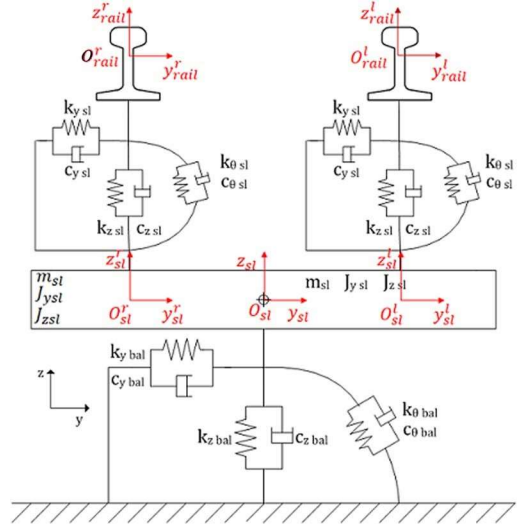 z^r_rail z^l_rail
O^r_rail y^r_rail O^l_rail y^l_rail
k_y sl k_y sl
c_y sl k_θ sl c_θ sl c_y sl k_θ sl c_θ sl
k_z sl c_z sl k_z sl c_z sl
z^r_sl z_sl z^l_sl
m_sl m_sl J_y sl J_z sl
J_ysl
J_zsl O^r_sl y^r_sl O_sl y_sl O^l_sl y^l_sl
k_y bal
c_y bal
z k_θ bal
y k_z bal c_z bal c_θ bal